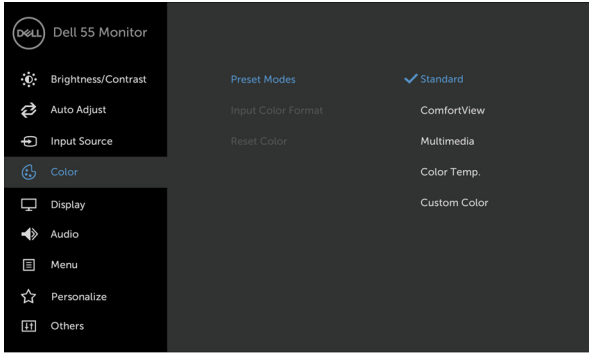 DELL Dell 55 Monitor
Brightness/Contrast Preset Modes Standard
Auto Adjust Input Color Format ComfortView
Input Source Reset Color Multimedia
Color Color Temp.
Display Custom Color
Audio
Menu
Personalize
Others